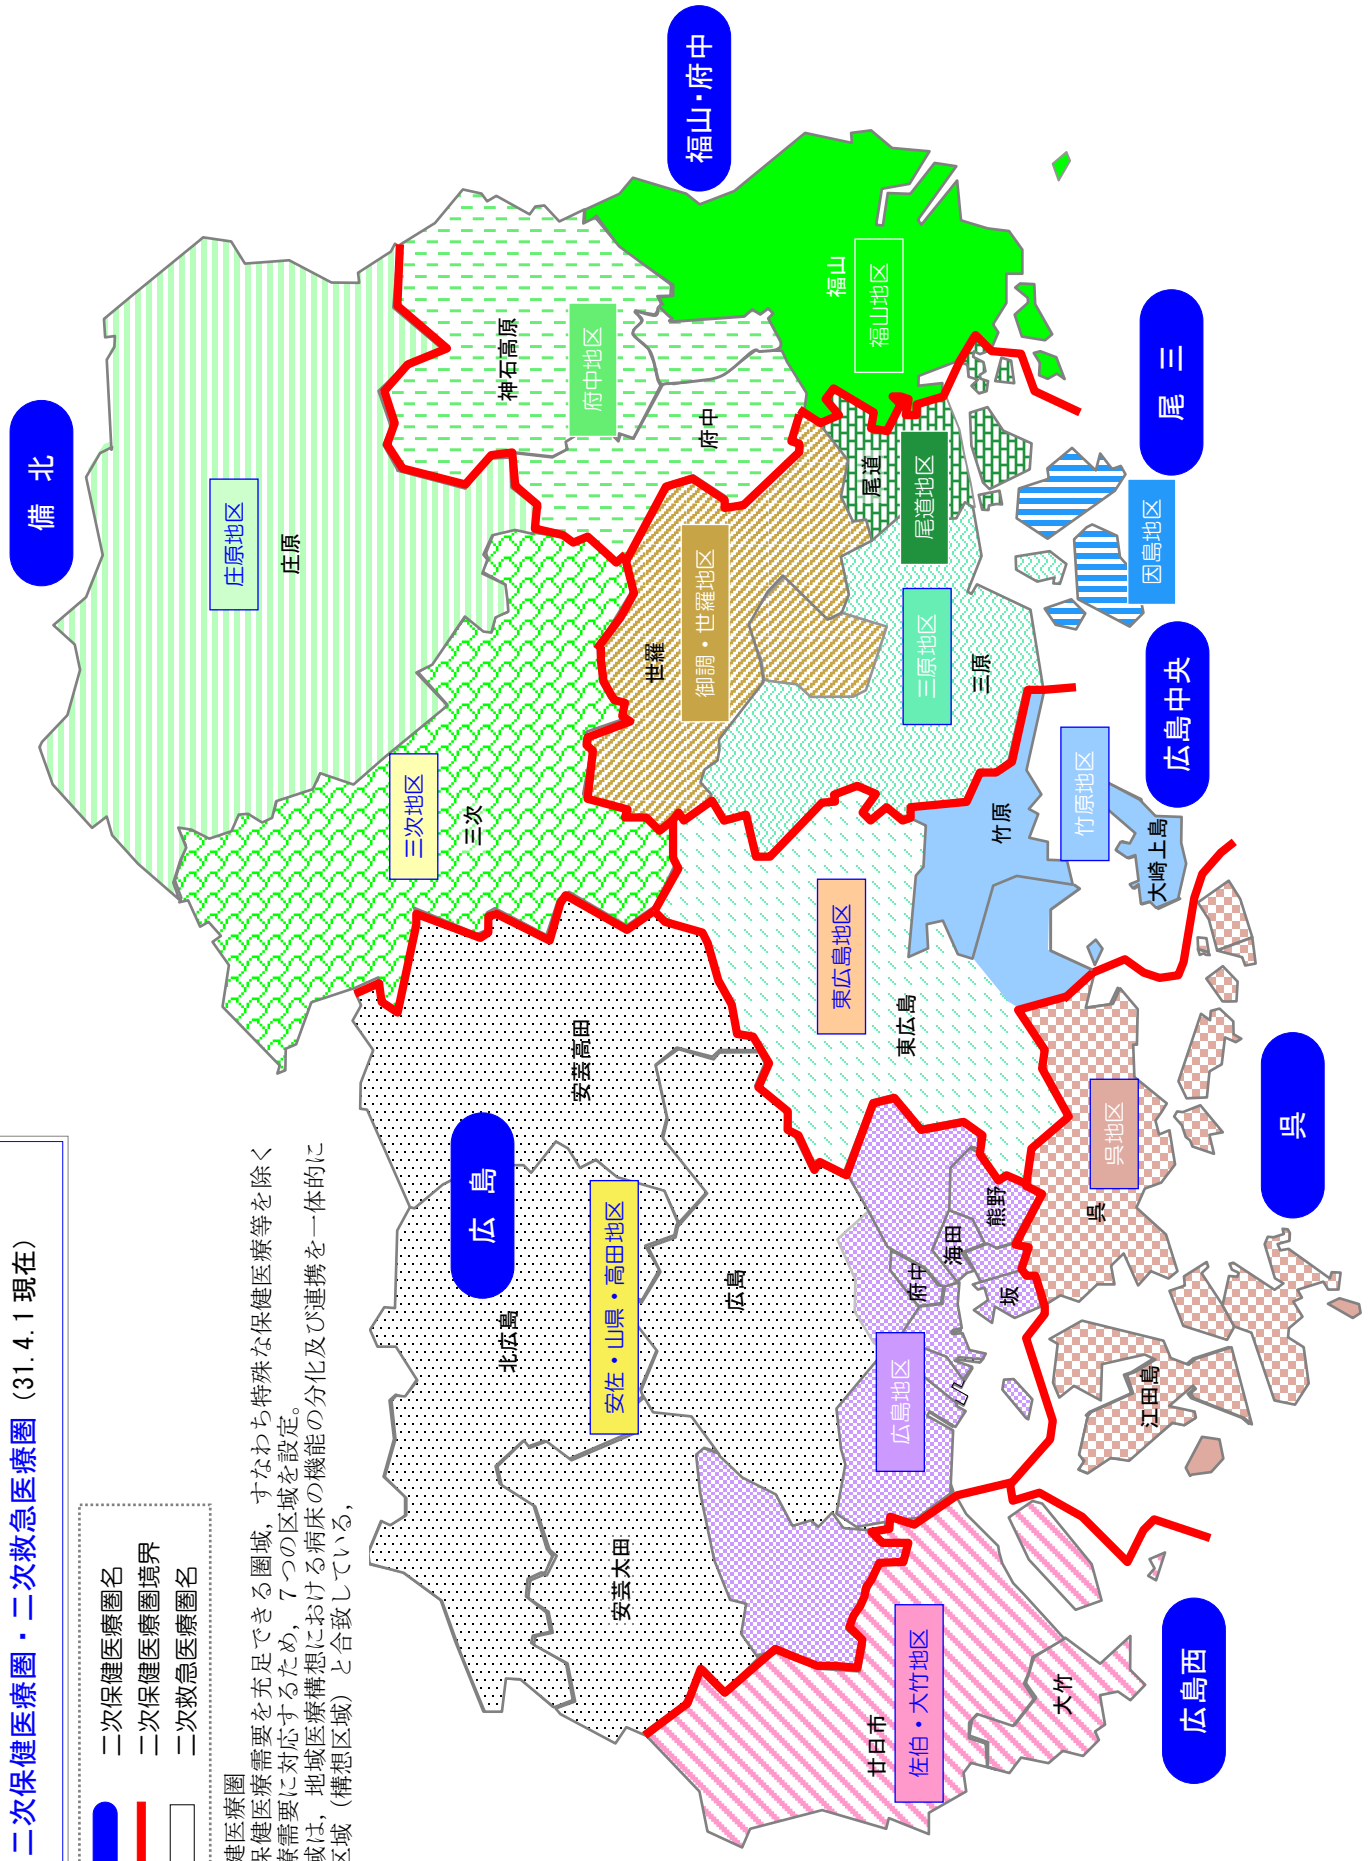 二次保健医療圏・二次救急医療圏（31.4.1 現在）
二次保健医療圏名
二次保健医療圏境界
二次救急医療圏名
健医療圏
保健医療需要を充足できる圏域，すなわち特殊な保健医療等を除く
療需要に対応するため，７つの区域を設定。
域は，地域医療構想における病床の機能の分化及び連携を一体的に
区域（構想区域）と合致している，
備 北
庄原地区
庄原
三次地区
三次
福山・府中
神石高原
府中地区
府中
福山
福山地区
尾 三
世羅
御調・世羅地区
尾道
尾道地区
三原地区
三原
因島地区
広島中央
竹原
竹原地区
大崎上島
東広島地区
東広島
広 島
安芸高田
北広島
安佐・山県・高田地区
広島
安芸太田
府中
海田
熊野
坂
広島地区
呉
呉地区
呉
江田島
広島西
廿日市
佐伯・大竹地区
大竹